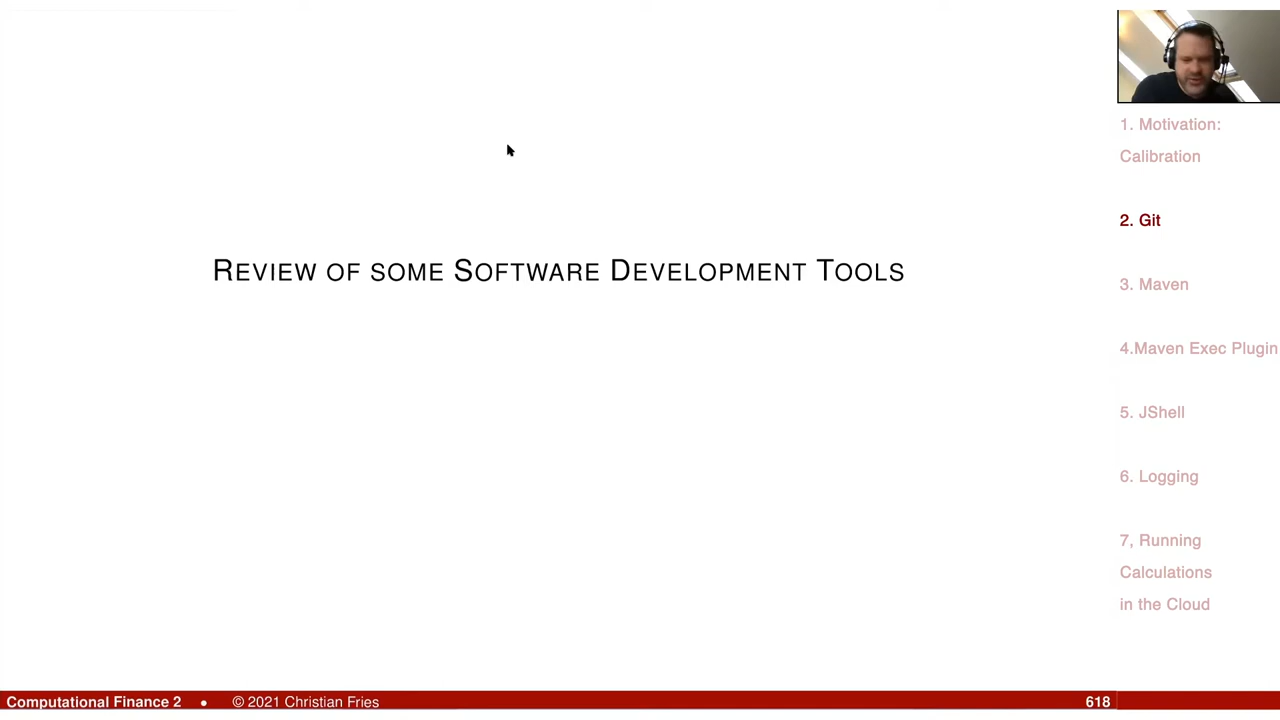 REVIEW OF SOME SOFTWARE DEVELOPMENT TOOLS
1. Motivation:
Calibration
2. Git
3. Maven
4.Maven Exec Plugin
5. JShell
6. Logging
7, Running
Calculations
in the Cloud
Computational Finance 2 • © 2021 Christian Fries 618